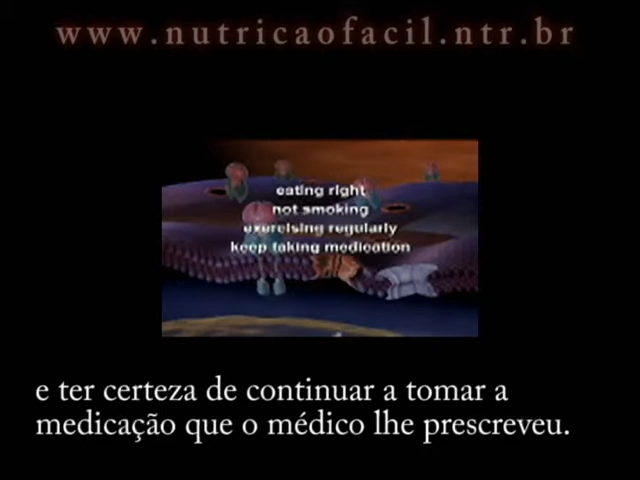 www.nutricaofacil.ntr.br
eating right
not smoking
exercising regularly
keep taking medication
e ter certeza de continuar a tomar a
medicação que o médico lhe prescreveu.